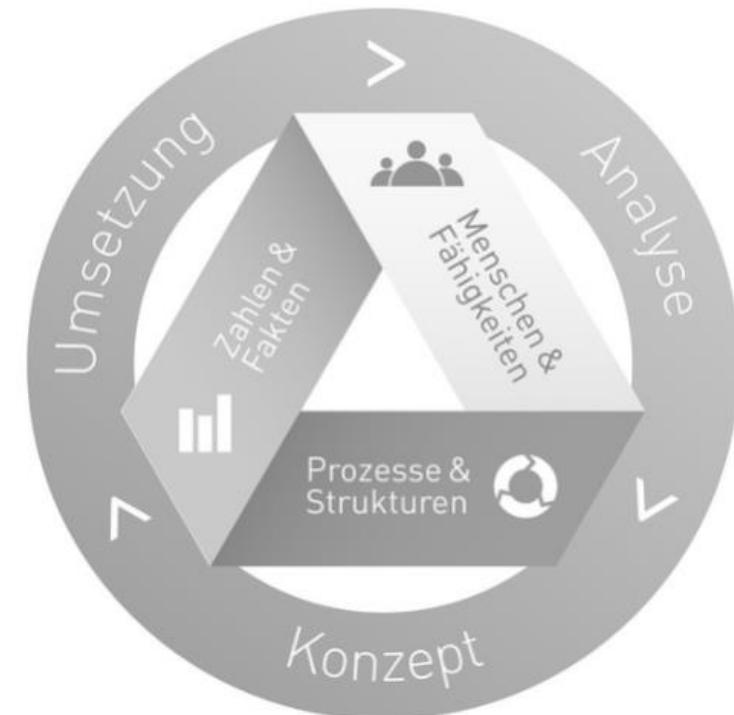 Umsetzung
Analyse
Menschen &
Fähigkeiten
Zahlen &
Fakten
Prozesse &
Strukturen
Konzept